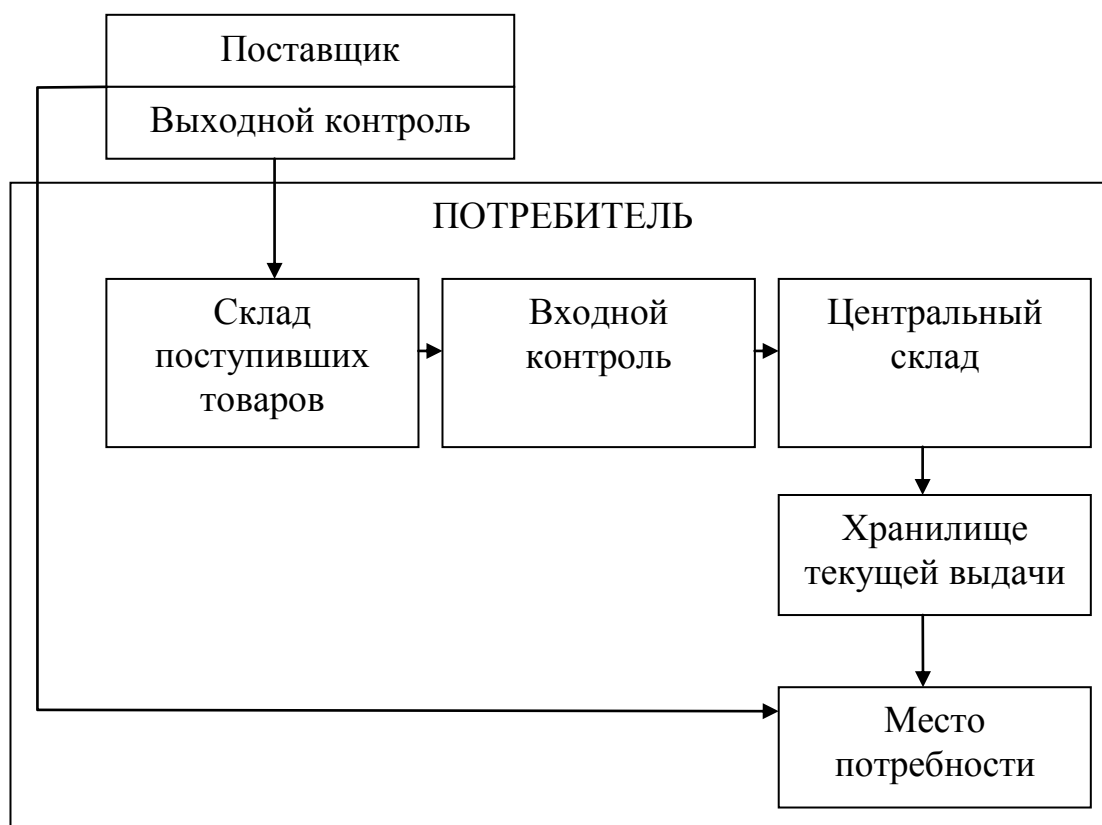 Поставщик
Выходной контроль
ПОТРЕБИТЕЛЬ
Склад
поступивших
товаров
Входной
контроль
Центральный
склад
Хранилище
текущей выдачи
Место
потребности